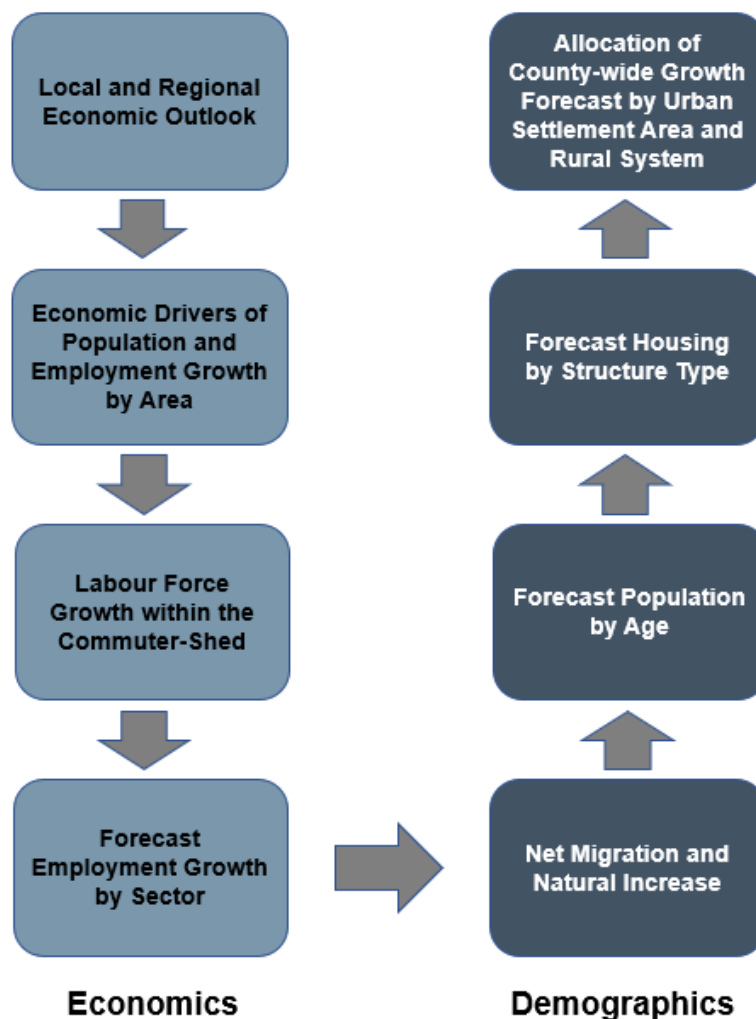 Local and Regional
Economic Outlook
Economic Drivers of
Population and
Employment Growth
by Area
Labour Force
Growth within the
Commuter-Shed
Forecast
Employment Growth
by Sector
Economics
Allocation of
County-wide Growth
Forecast by Urban
Settlement Area and
Rural System
Forecast Housing
by Structure Type
Forecast Population
by Age
Net Migration and
Natural Increase
Demographics